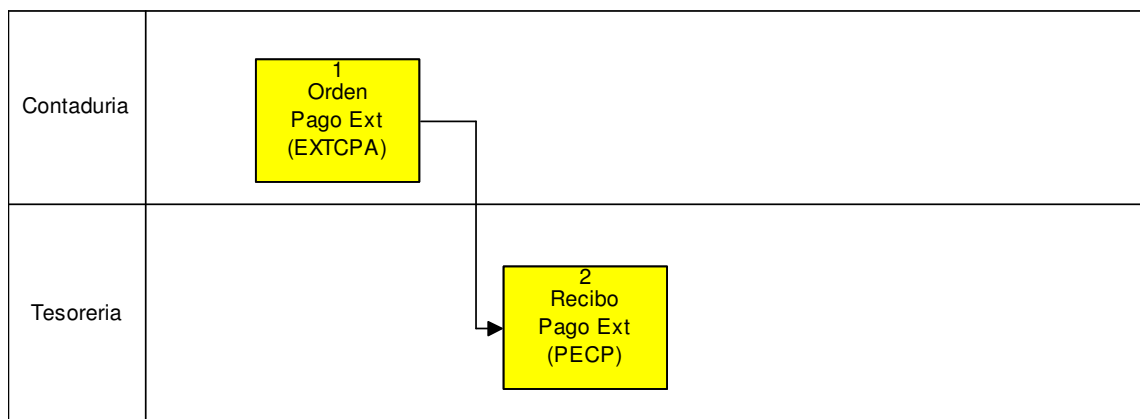 Contaduria
1
Orden
Pago Ext
(EXTCPA)
Tesoreria
2
Recibo
Pago Ext
(PECP)